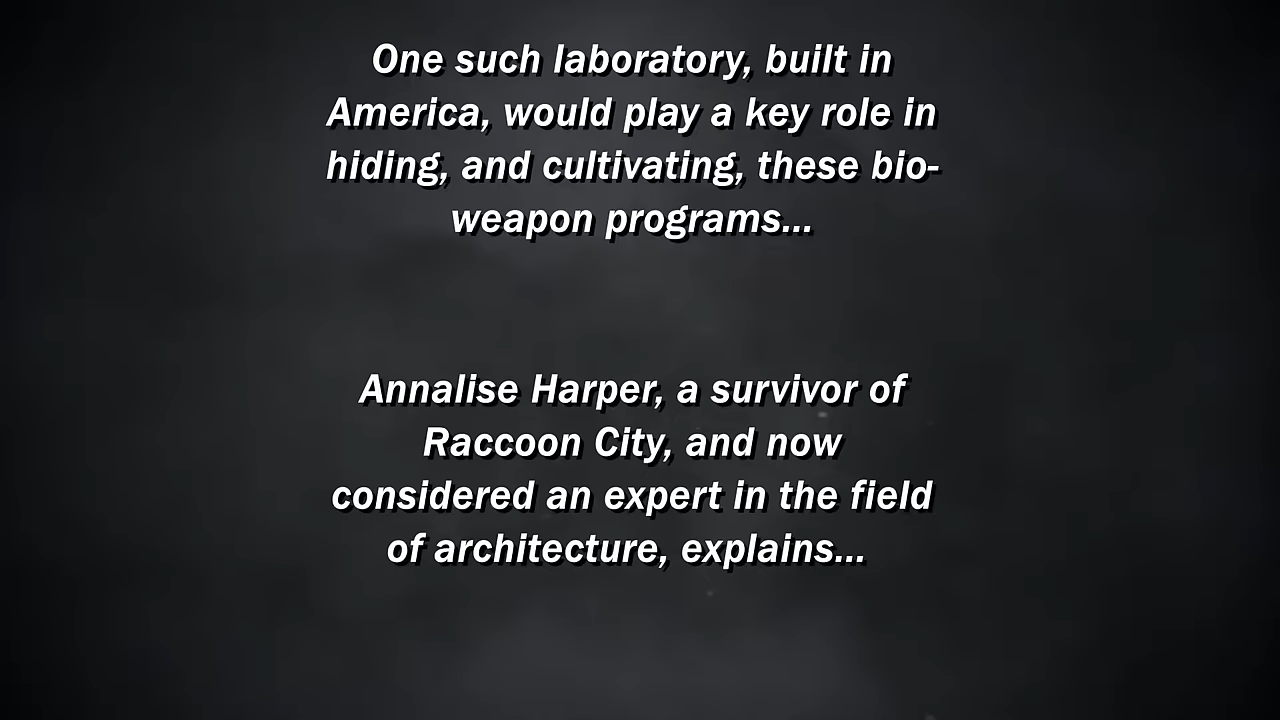 One such laboratory, built in
America, would play a key role in
hiding, and cultivating, these bio-
weapon programs...
Annalise Harper, a survivor of
Raccoon City, and now
considered an expert in the field
of architecture, explains...